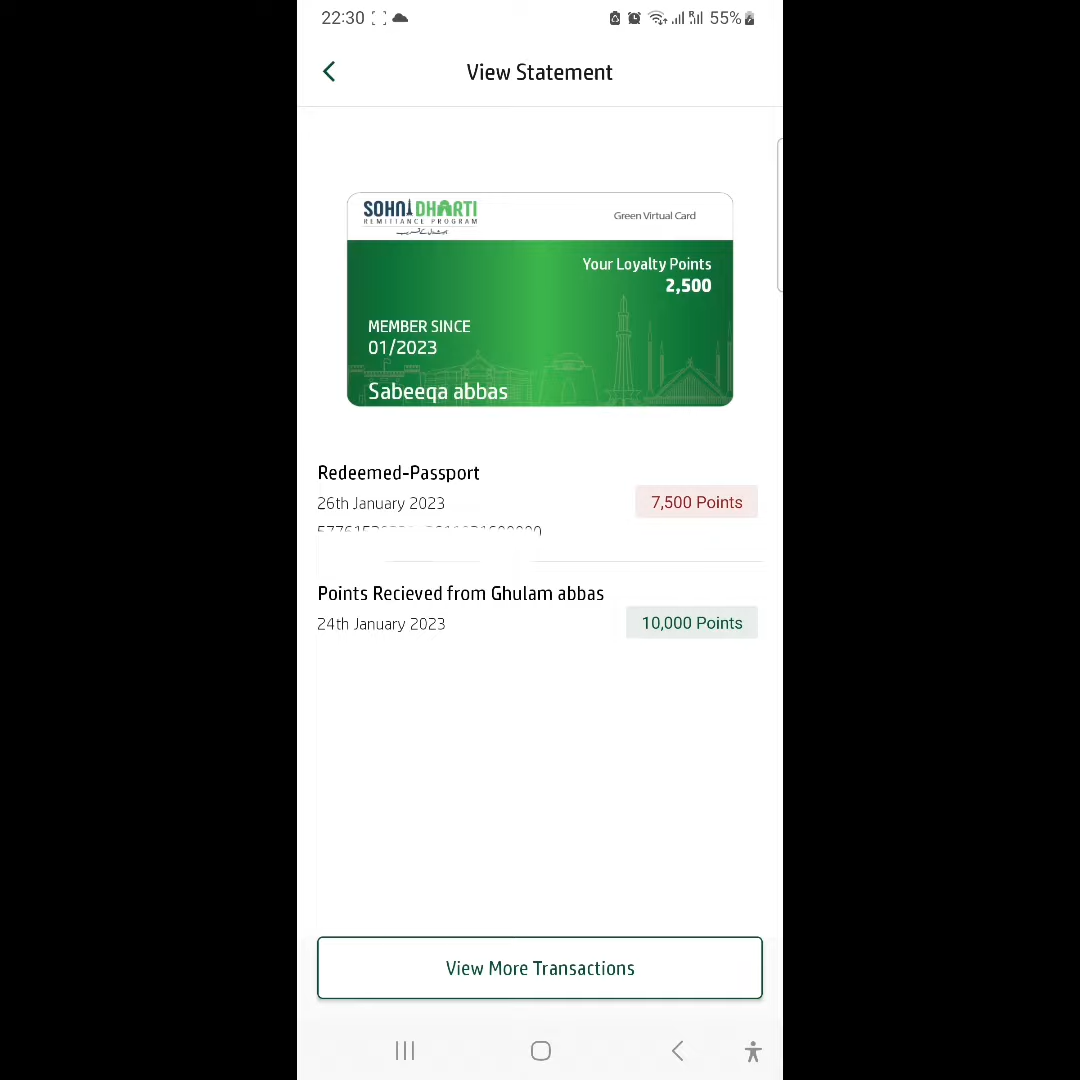 22:30
55%
View Statement
SOHNI DHARTI
REMITTANCE PROGRAM
Green Virtual Card
Your Loyalty Points
2,500
MEMBER SINCE
01/2023
Sabeeqa abbas
Redeemed-Passport
26th January 2023
7,500 Points
Points Recieved from Ghulam abbas
24th January 2023
10,000 Points
View More Transactions